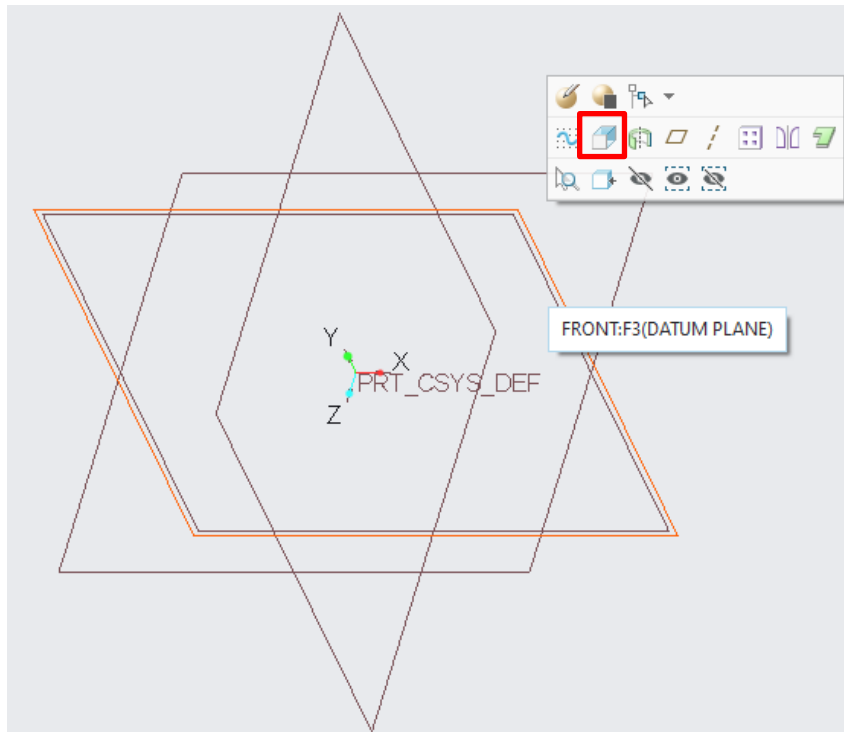 FRONT:F3(DATUM PLANE)
Y
X
PRT_CSYS_DEF
Z